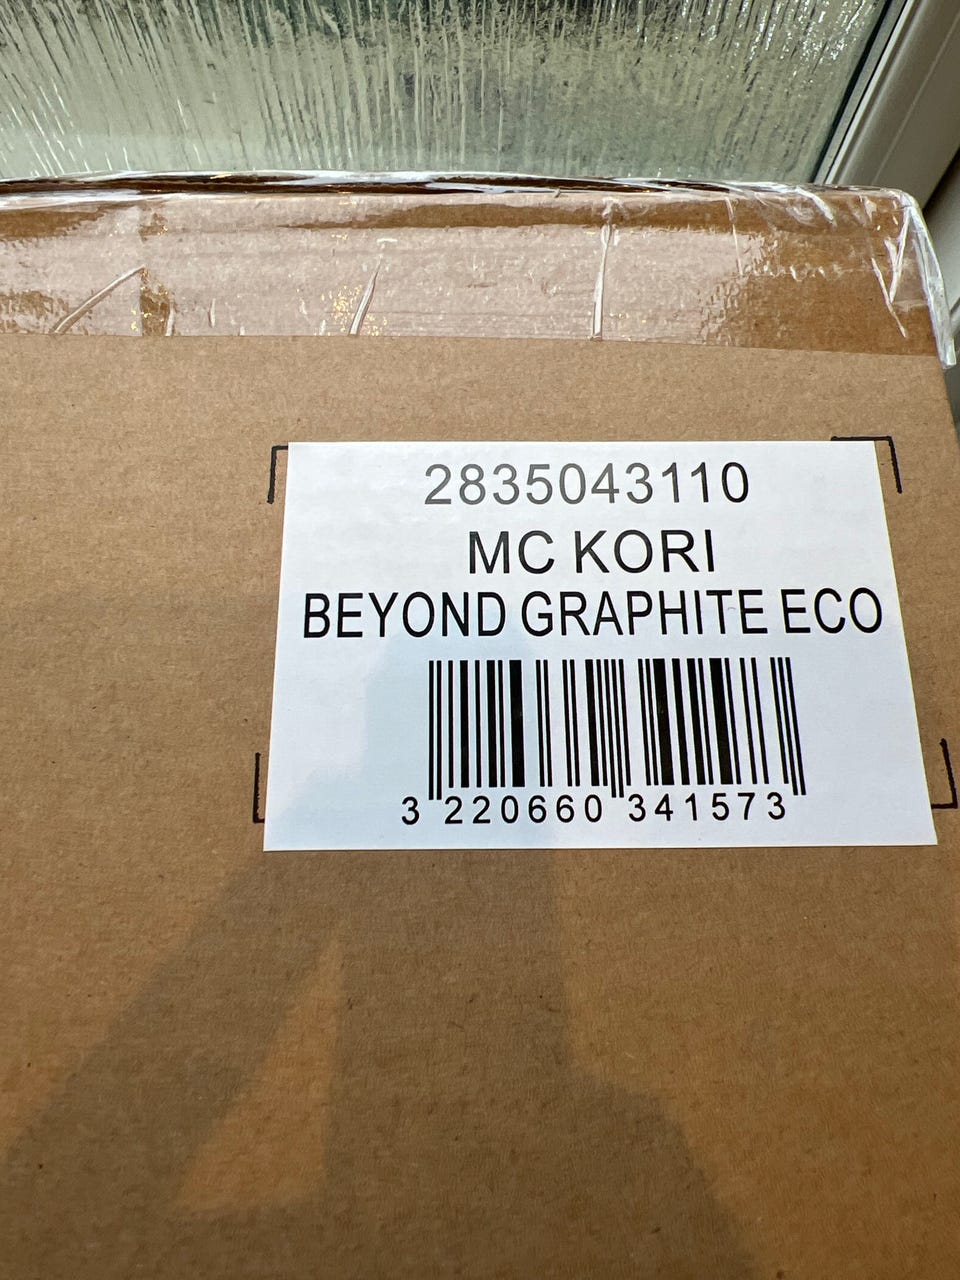 2835043110
MC KORI
BEYOND GRAPHITE ECO
3 220660 341573